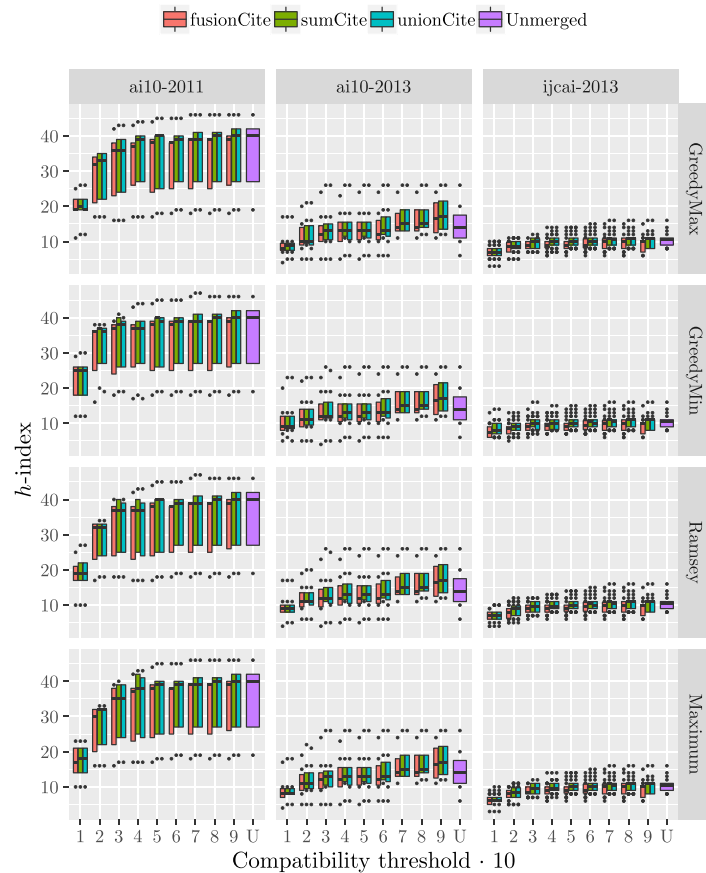 fusionCite sumCite unionCite Unmerged
ai10-2011 ai10-2013 ijcai-2013
40
30
20
10
GreedyMax
40
30
20
10
GreedyMin
h-index
40
30
20
10
Ramsey
40
30
20
10
Maximum
1 2 3 4 5 6 7 8 9 U 1 2 3 4 5 6 7 8 9 U 1 2 3 4 5 6 7 8 9 U
Compatibility threshold · 10